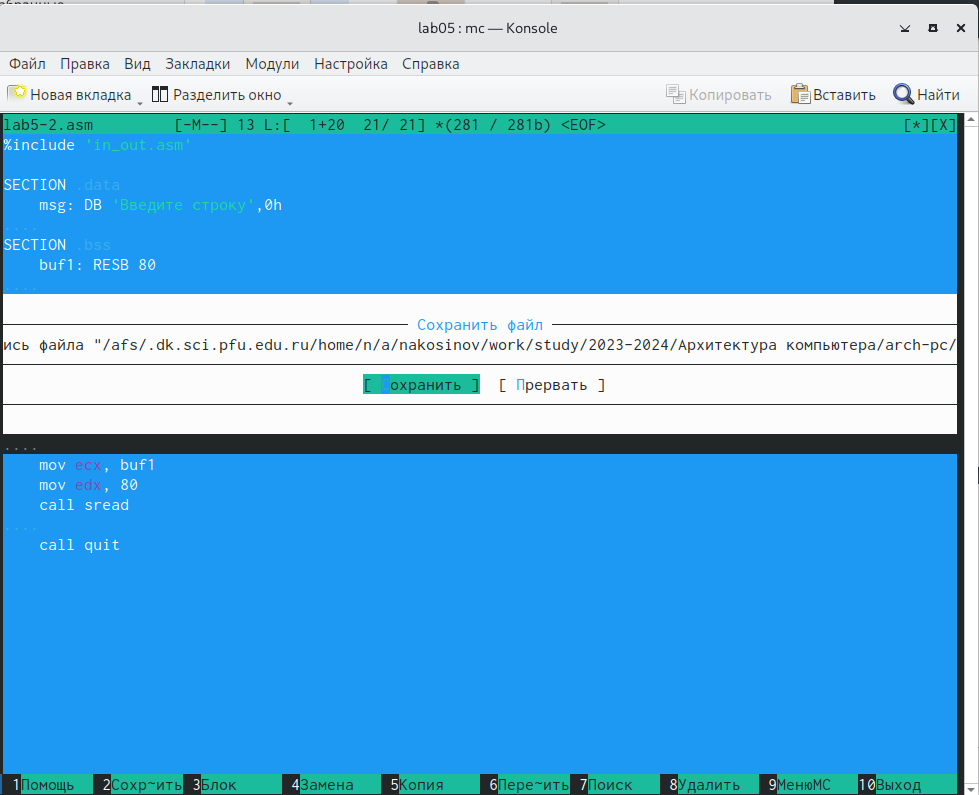 lab05 : mc — Konsole
Файл Правка Вид Закладки Модули Настройка Справка
Новая вкладка Разделить окно Копировать Вставить Найти
lab5-2.asm [-M--] 13 L:[ 1+20 21/ 21] *(281 / 281b) <EOF> [*][X]
%include 'in_out.asm'
SECTION .data
msg: DB 'Введите строку',0h
....
SECTION .bss
buf1: RESB 80
....
Сохранить файл
ись файла "/afs/.dk.sci.pfu.edu.ru/home/n/a/nakosinov/work/study/2023-2024/Архитектура компьютера/arch-pc/
[ Сохранить ] [ Прервать ]
....
mov ecx, buf1
mov edx, 80
call sread
....
call quit
1Помощь 2Сохр~ить 3Блок 4Замена 5Копия 6Пере~ить 7Поиск 8Удалить 9МенюMC 10Выход